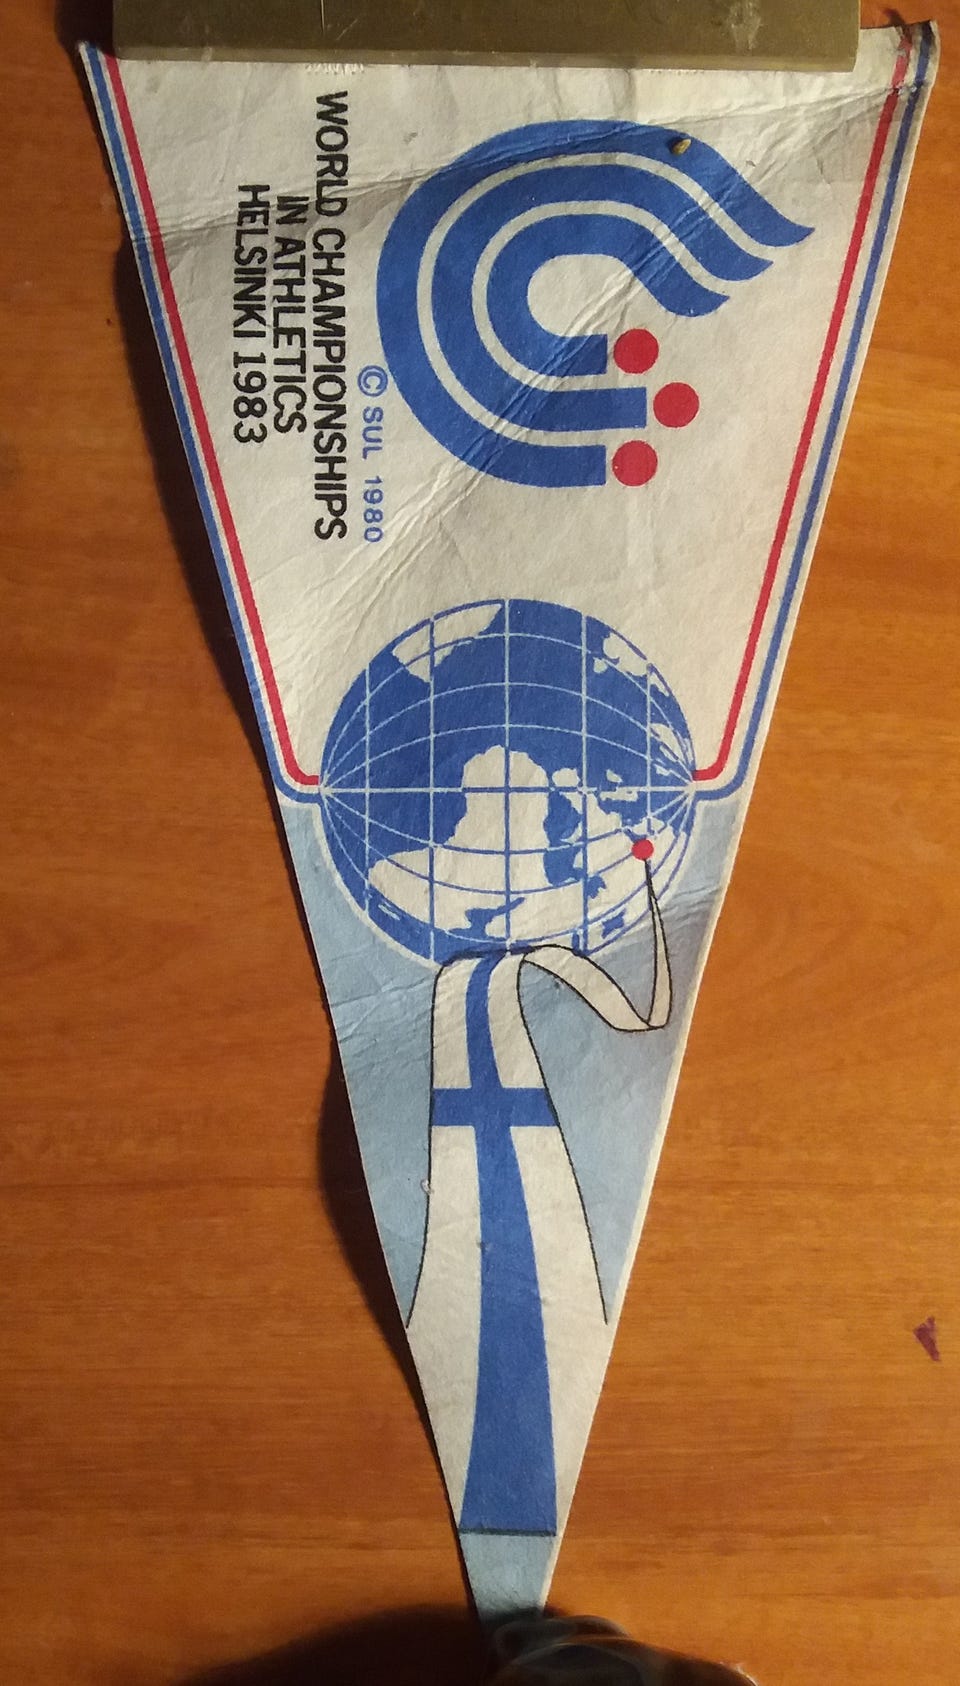 © SUL 1980
WORLD CHAMPIONSHIPS
IN ATHLETICS
HELSINKI 1983